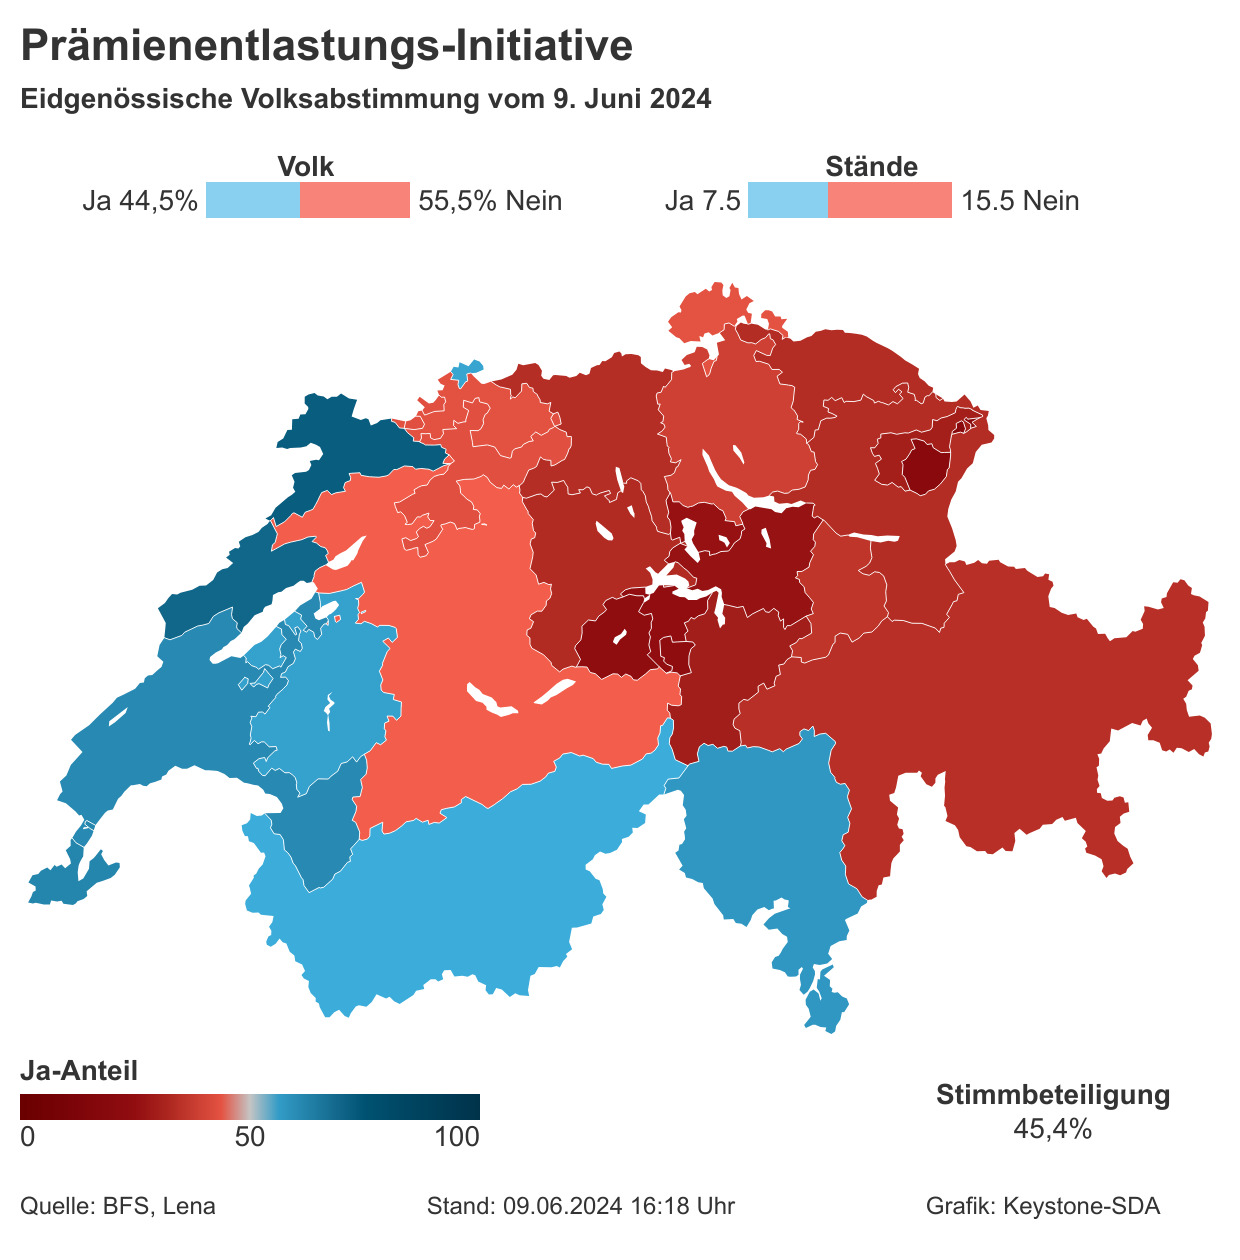 Prämienentlastungs-Initiative
Eidgenössische Volksabstimmung vom 9. Juni 2024
Volk
Ja 44,5% 55,5% Nein
Stände
Ja 7.5 15.5 Nein
Ja-Anteil
0 50 100
Stimmbeteiligung
45,4%
Quelle: BFS, Lena
Stand: 09.06.2024 16:18 Uhr
Grafik: Keystone-SDA